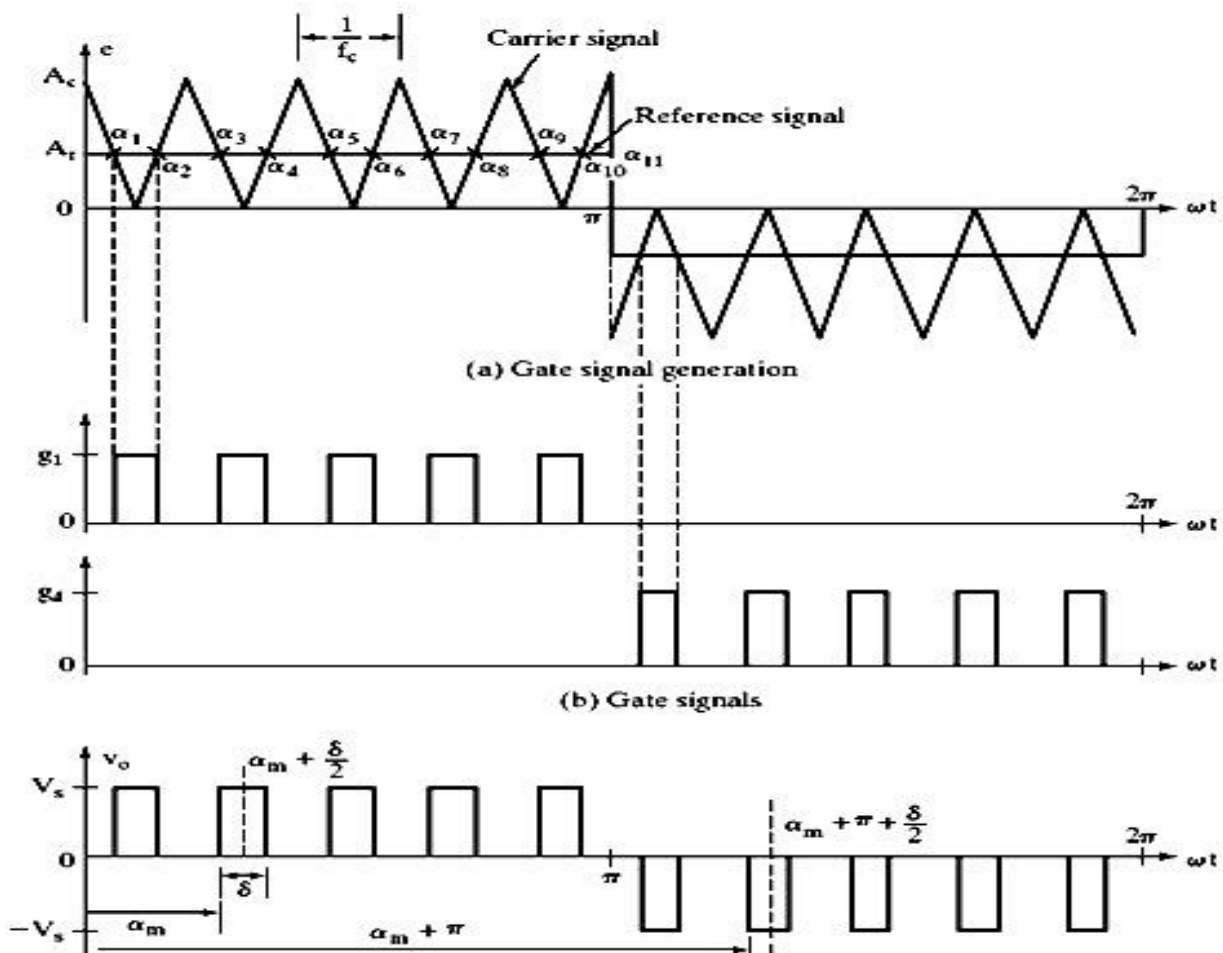 1
f_c
e
Carrier signal
A_c
Reference signal
α_1 α_3 α_5 α_7 α_9
A_r
α_2 α_4 α_6 α_8 α_10 α_11
0
π
2π
ωt
(a) Gate signal generation
g_1
0
2π
ωt
g_4
0
ωt
(b) Gate signals
v_o
α_m + δ/2
V_s
α_m + π + δ/2
0
π
2π
ωt
δ
α_m
α_m + π
-V_s